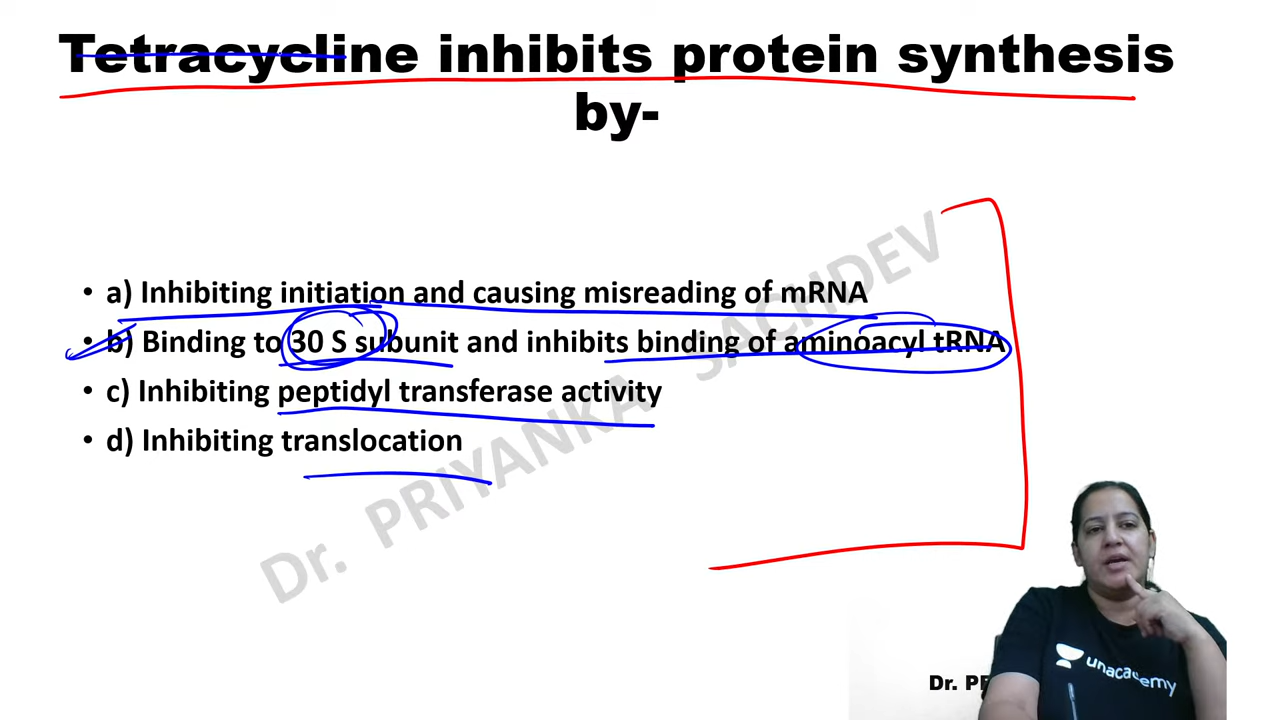 Tetracycline inhibits protein synthesis
by-
• a) Inhibiting initiation and causing misreading of mRNA
• b) Binding to 30 S subunit and inhibits binding of aminoacyl tRNA
• c) Inhibiting peptidyl transferase activity
• d) Inhibiting translocation
Dr. PRIYANKA SACHDEV
unacademy
Dr.